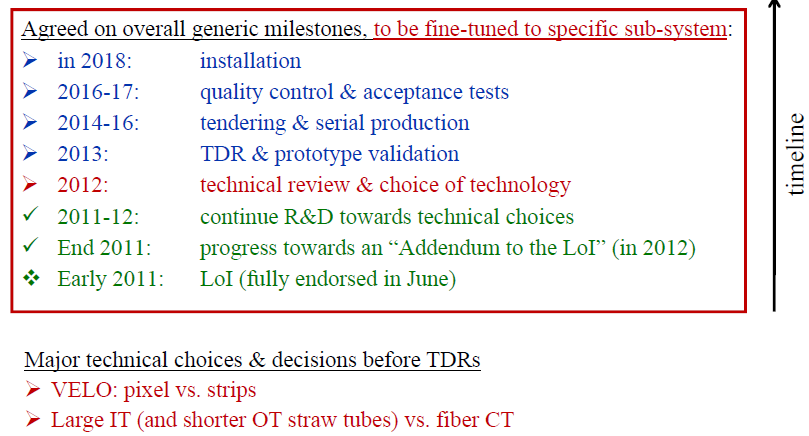 Agreed on overall generic milestones, to be fine-tuned to specific sub-system:
➢ in 2018: installation
➢ 2016-17: quality control & acceptance tests
➢ 2014-16: tendering & serial production
➢ 2013: TDR & prototype validation
➢ 2012: technical review & choice of technology
✓ 2011-12: continue R&D towards technical choices
✓ End 2011: progress towards an “Addendum to the LoI” (in 2012)
❖ Early 2011: LoI (fully endorsed in June)
timeline
Major technical choices & decisions before TDRs
➢ VELO: pixel vs. strips
➢ Large IT (and shorter OT straw tubes) vs. fiber CT